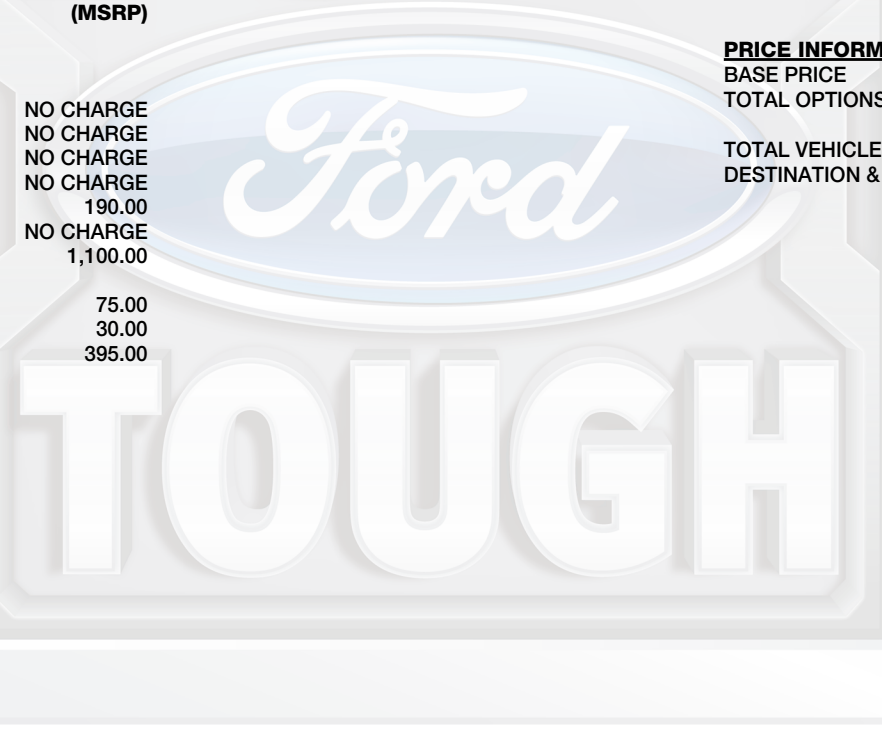 (MSRP)
NO CHARGE
NO CHARGE
NO CHARGE
NO CHARGE
190.00
NO CHARGE
1,100.00
75.00
30.00
395.00
PRICE INFORM
BASE PRICE
TOTAL OPTIONS
TOTAL VEHICLE
DESTINATION &
Ford
TOUGH